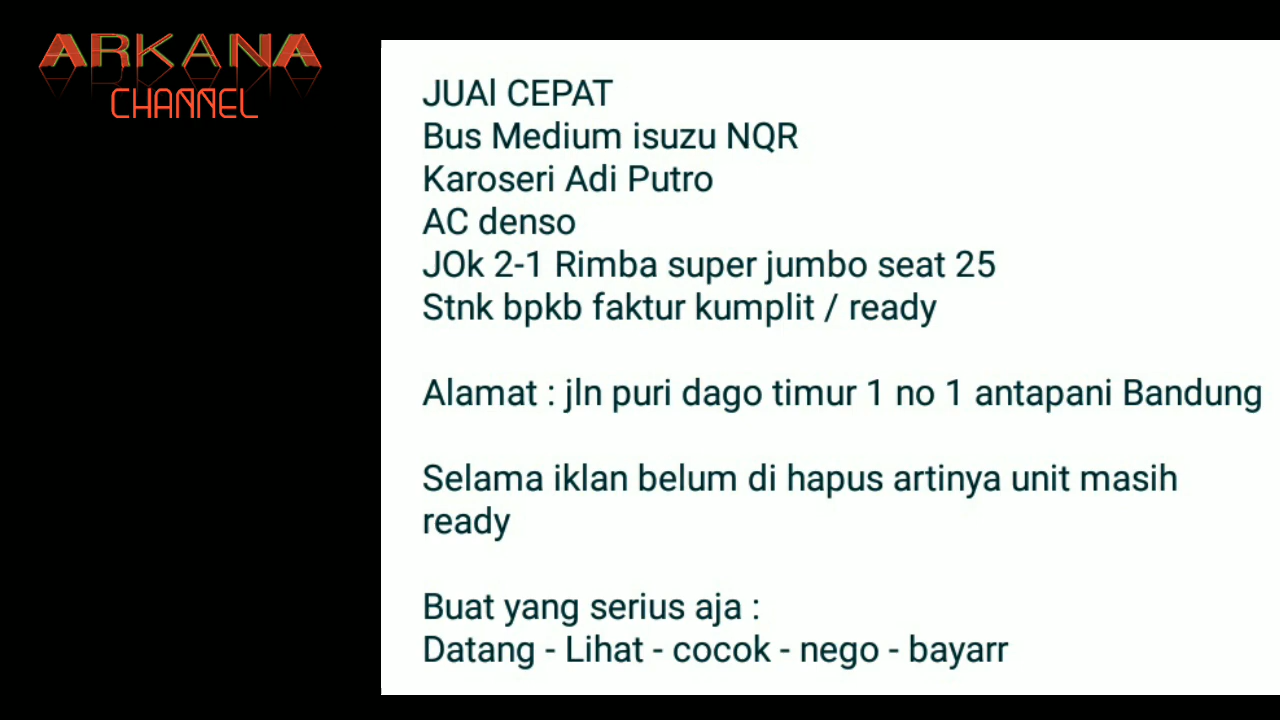 ARKANA
CHANNEL
JUAl CEPAT
Bus Medium isuzu NQR
Karoseri Adi Putro
AC denso
JOk 2-1 Rimba super jumbo seat 25
Stnk bpkb faktur kumplit / ready
Alamat : jln puri dago timur 1 no 1 antapani Bandung
Selama iklan belum di hapus artinya unit masih
ready
Buat yang serius aja :
Datang - Lihat - cocok - nego - bayarr